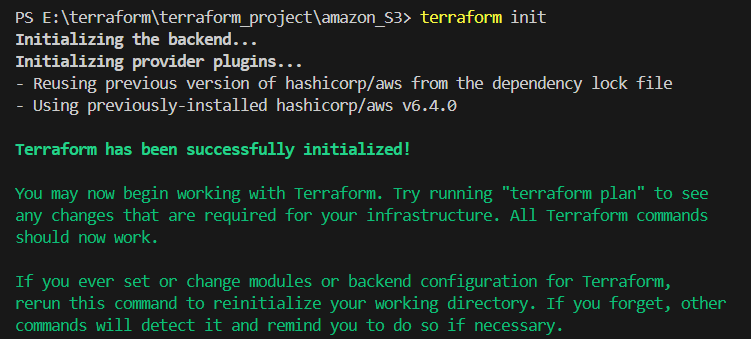 PS E:\terraform\terraform_project\amazon_S3> terraform init
Initializing the backend...
Initializing provider plugins...
- Reusing previous version of hashicorp/aws from the dependency lock file
- Using previously-installed hashicorp/aws v6.4.0
Terraform has been successfully initialized!
You may now begin working with Terraform. Try running "terraform plan" to see
any changes that are required for your infrastructure. All Terraform commands
should now work.
If you ever set or change modules or backend configuration for Terraform,
rerun this command to reinitialize your working directory. If you forget, other
commands will detect it and remind you to do so if necessary.